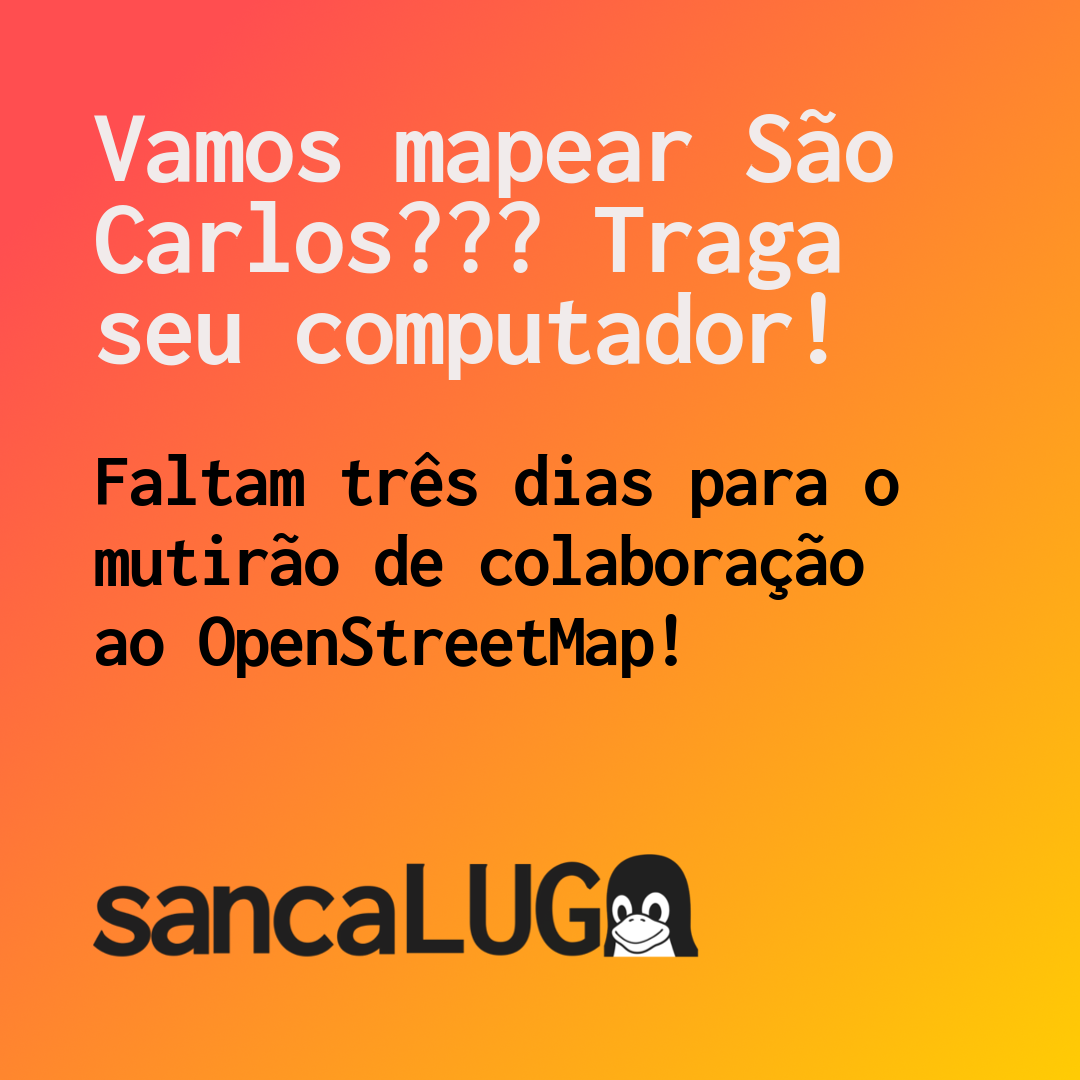 Vamos mapear São
Carlos??? Traga
seu computador!
Faltam três dias para o
mutirão de colaboração
ao OpenStreetMap!
sancaLUG